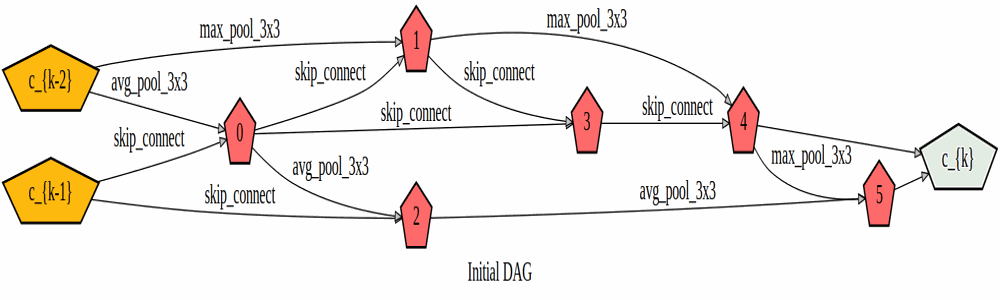 max_pool_3x3
1
max_pool_3x3
c_{k-2}
avg_pool_3x3
skip_connect
skip_connect
skip_connect
3
skip_connect
4
skip_connect
0
c_{k-1}
skip_connect
avg_pool_3x3
2
avg_pool_3x3
max_pool_3x3
5
c_{k}
Initial DAG